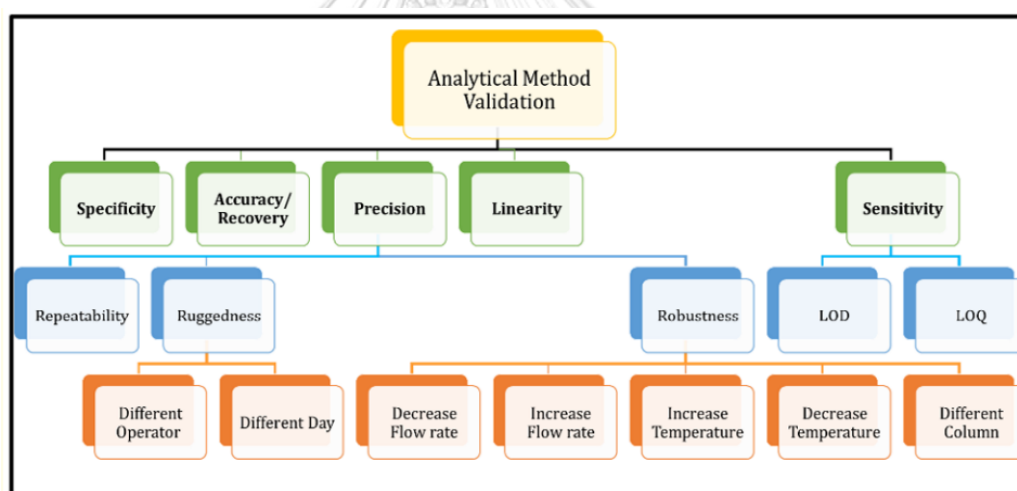 Analytical Method
Validation
Specificity
Accuracy/
Recovery
Precision
Linearity
Sensitivity
Repeatability
Ruggedness
Robustness
LOD
LOQ
Different
Operator
Different Day
Decrease
Flow rate
Increase
Flow rate
Increase
Temperature
Decrease
Temperature
Different
Column